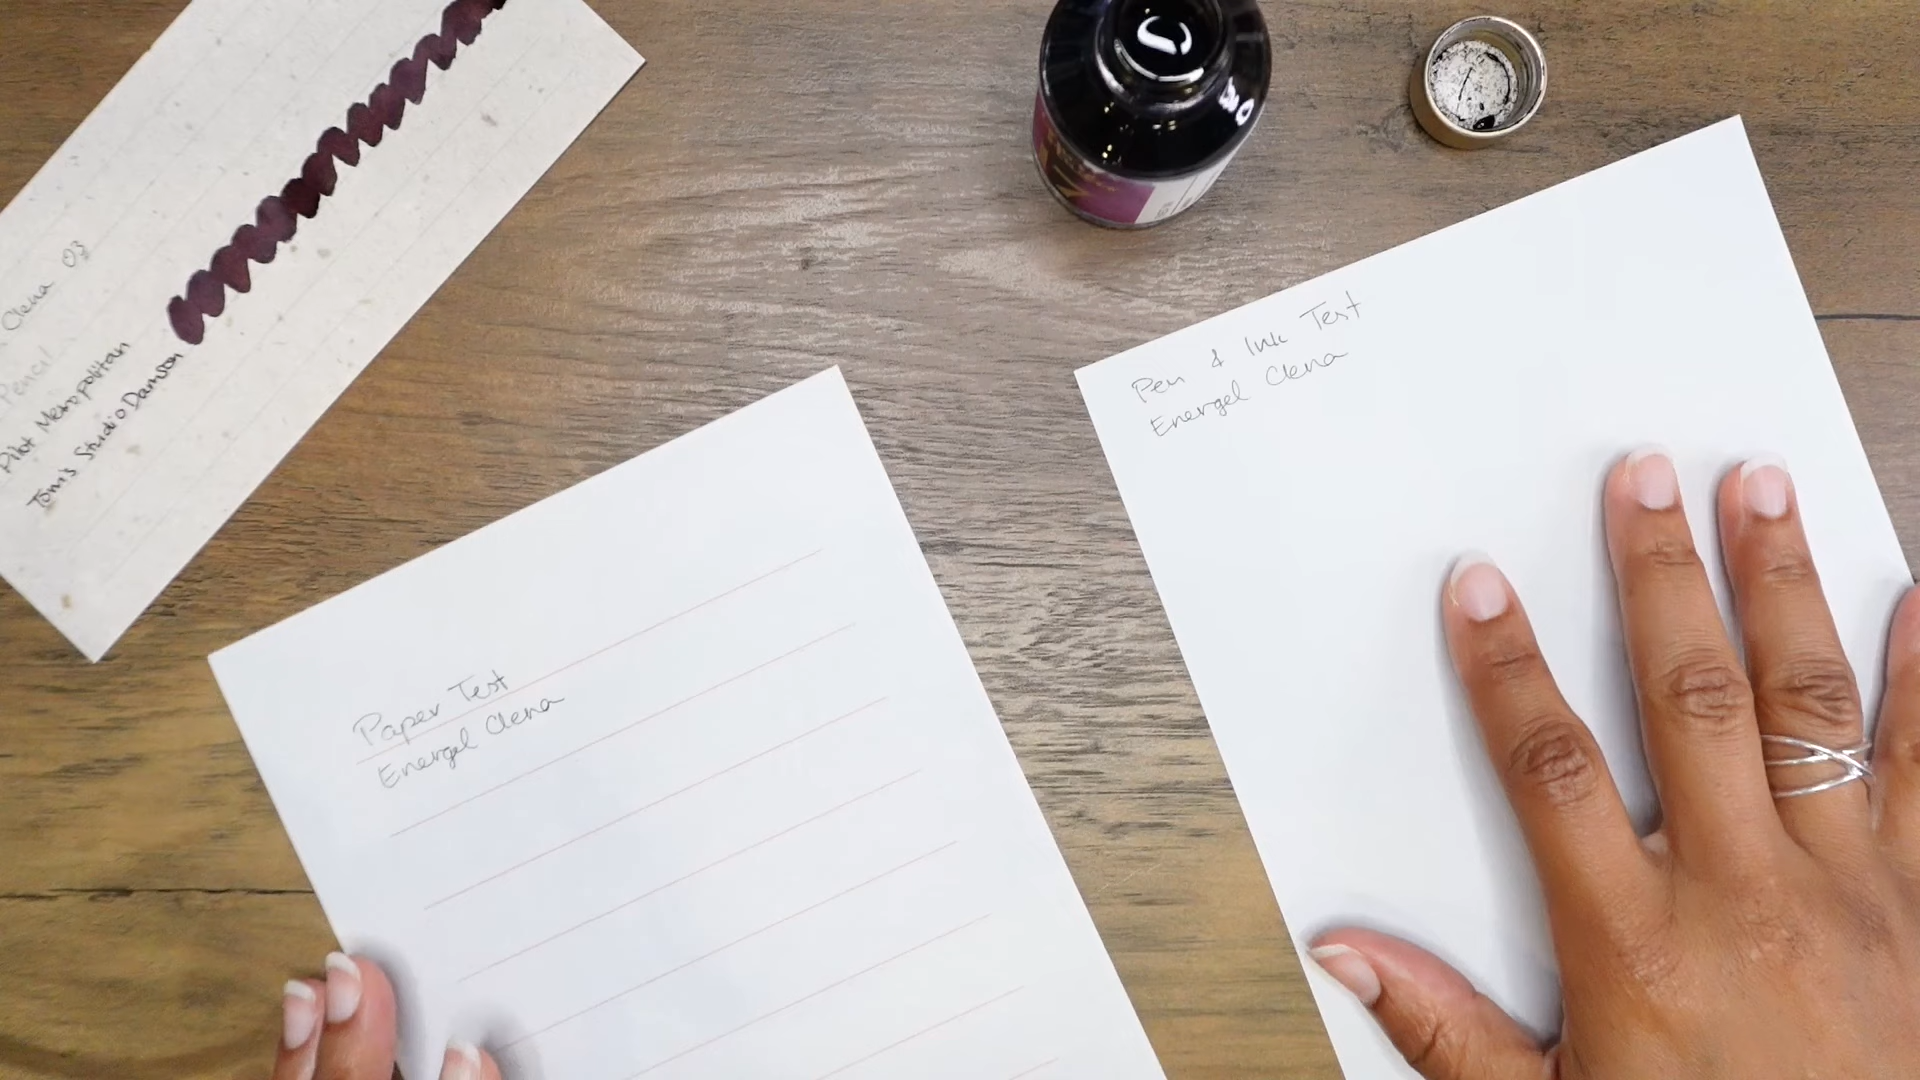 Clena 03
Pencil
Pilot Metropolitan
Tom's Studio Damson
Paper Test
Energel Clena
Pen & Ink Test
Energel Clena